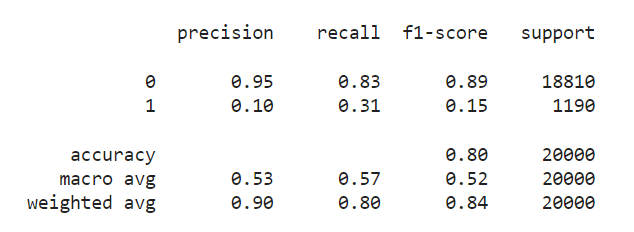 precision recall f1-score support
0 0.95 0.83 0.89 18810
1 0.10 0.31 0.15 1190
accuracy 0.80 20000
macro avg 0.53 0.57 0.52 20000
weighted avg 0.90 0.80 0.84 20000